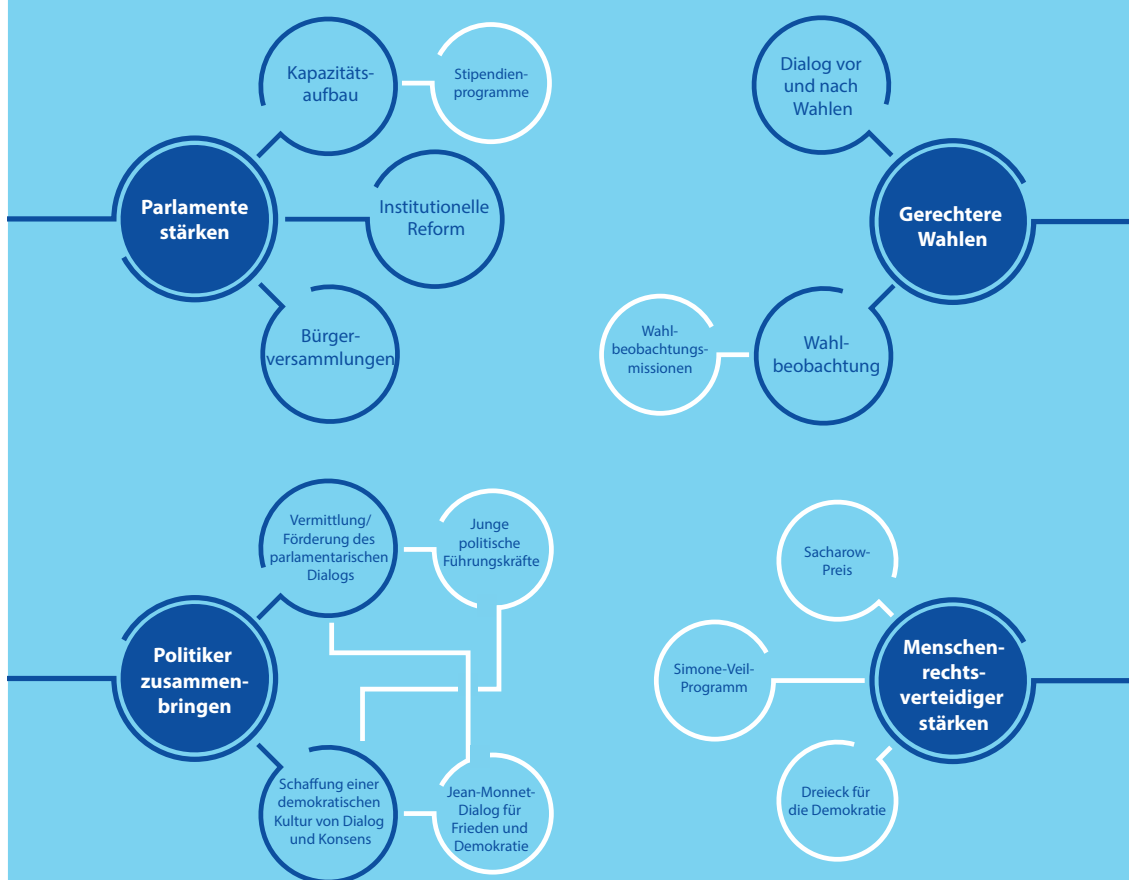 Kapazitäts-
aufbau
Stipendien-
programme
Parlamente
stärken
Institutionelle
Reform
Bürger-
versammlungen
Dialog vor
und nach
Wahlen
Gerechtere
Wahlen
Wahl-
beobachtungs-
missionen
Wahl-
beobachtung
Vermittlung/
Förderung des
parlamentarischen
Dialogs
Junge
politische
Führungskräfte
Politiker
zusammen-
bringen
Schaffung einer
demokratischen
Kultur von Dialog
und Konsens
Jean-Monnet-
Dialog für
Frieden und
Demokratie
Sacharow-
Preis
Simone-Veil-
Programm
Menschen-
rechts-
verteidiger
stärken
Dreieck für
die Demokratie